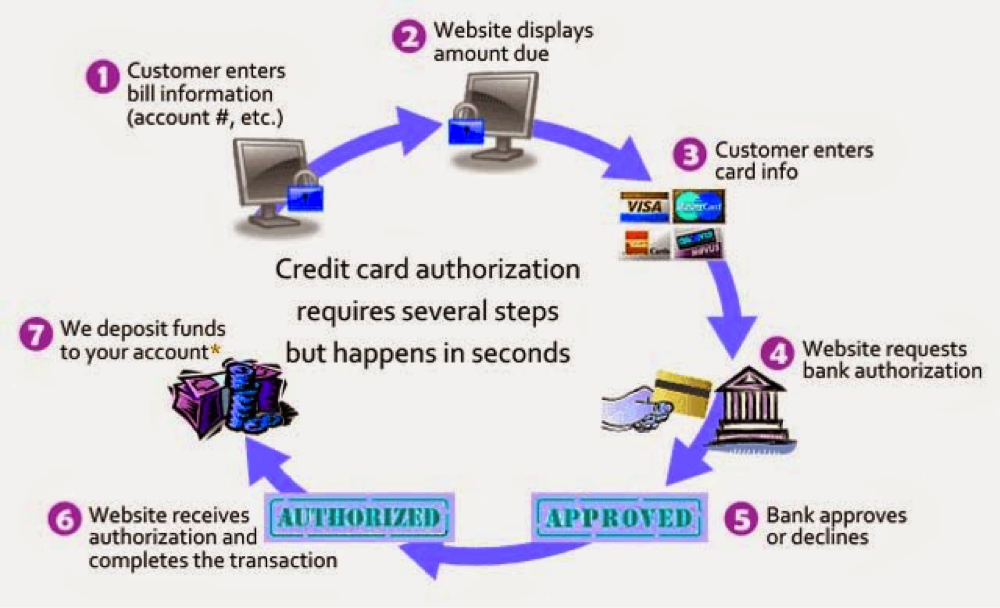 1 Customer enters
bill information
(account #, etc.)
2 Website displays
amount due
3 Customer enters
card info
VISA
Credit card authorization
requires several steps
but happens in seconds
4 Website requests
bank authorization
APPROVED
5 Bank approves
or declines
AUTHORIZED
6 Website receives
authorization and
completes the transaction
7 We deposit funds
to your account*